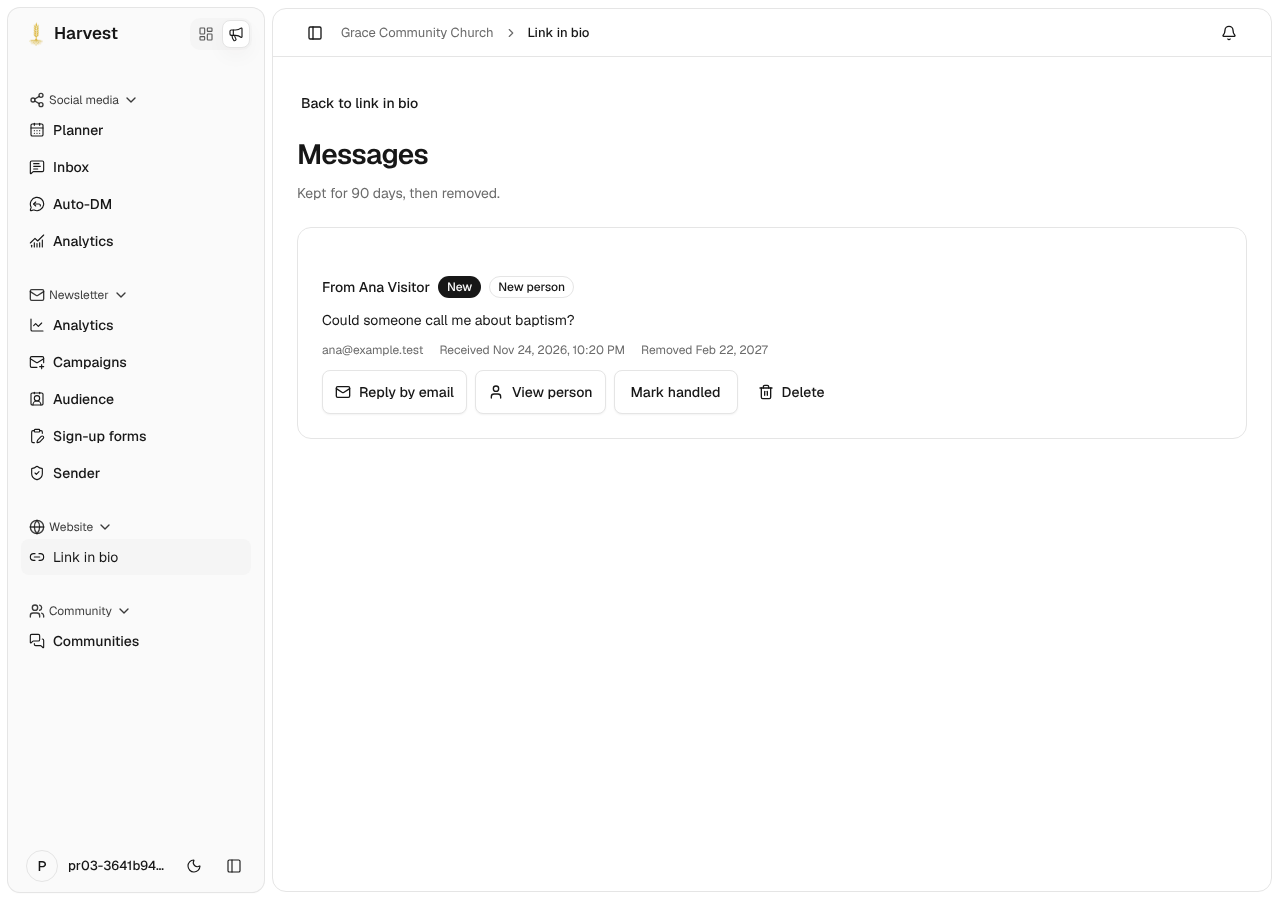 Harvest
Grace Community Church > Link in bio
Social media
Planner
Inbox
Auto-DM
Analytics
Newsletter
Analytics
Campaigns
Audience
Sign-up forms
Sender
Website
Link in bio
Community
Communities
P pr03-3641b94...
Back to link in bio
Messages
Kept for 90 days, then removed.
From Ana Visitor New New person
Could someone call me about baptism?
ana@example.test Received Nov 24, 2026, 10:20 PM Removed Feb 22, 2027
Reply by email View person Mark handled Delete